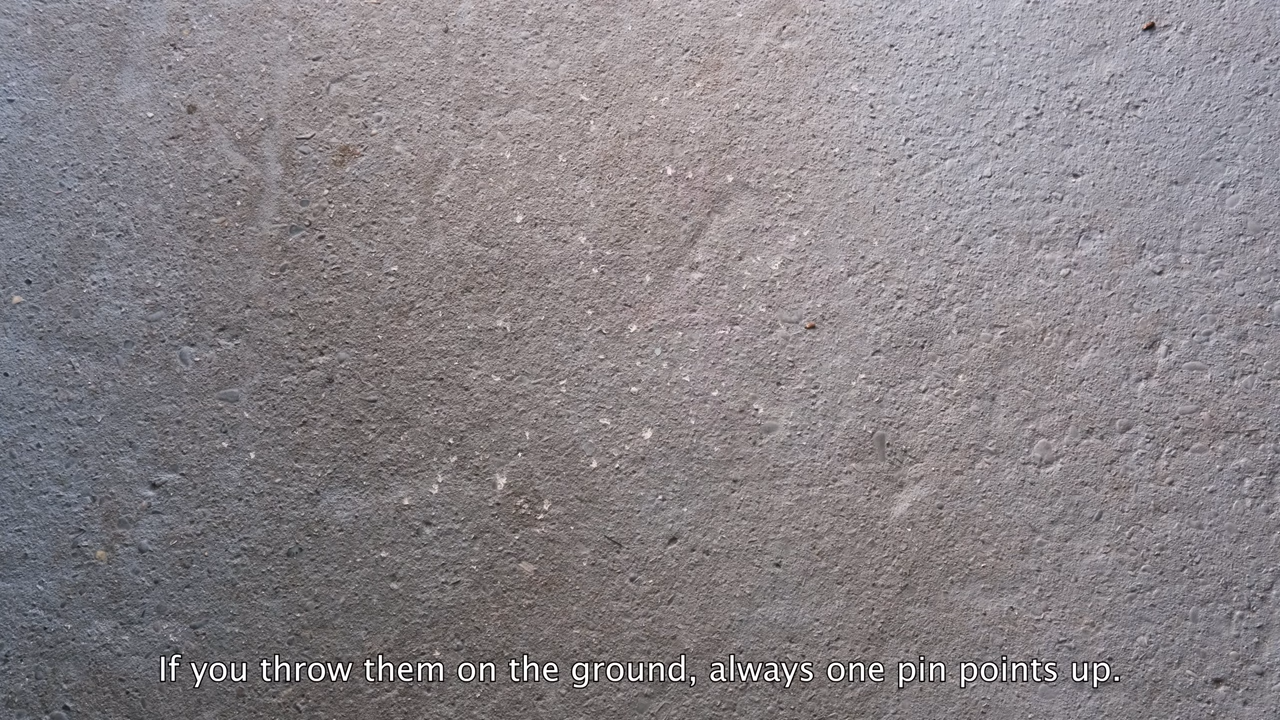 If you throw them on the ground, always one pin points up.